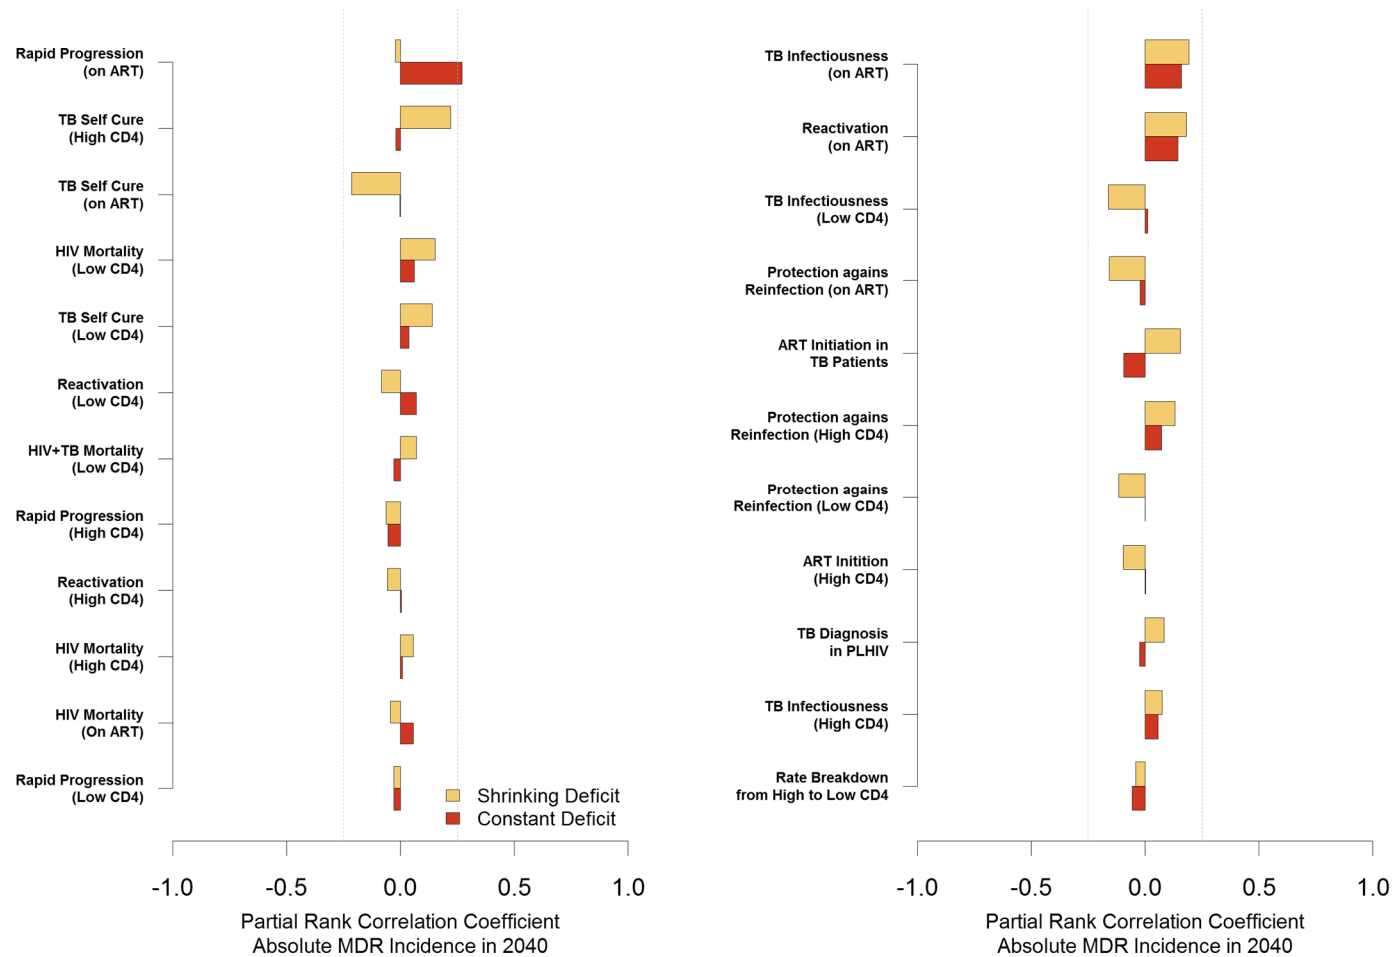 Rapid Progression
(on ART)
TB Self Cure
(High CD4)
TB Self Cure
(on ART)
HIV Mortality
(Low CD4)
TB Self Cure
(Low CD4)
Reactivation
(Low CD4)
HIV+TB Mortality
(Low CD4)
Rapid Progression
(High CD4)
Reactivation
(High CD4)
HIV Mortality
(High CD4)
HIV Mortality
(On ART)
Rapid Progression
(Low CD4)
Shrinking Deficit
Constant Deficit
-1.0 -0.5 0.0 0.5 1.0
Partial Rank Correlation Coefficient
Absolute MDR Incidence in 2040
TB Infectiousness
(on ART)
Reactivation
(on ART)
TB Infectiousness
(Low CD4)
Protection agains
Reinfection (on ART)
ART Initiation in
TB Patients
Protection agains
Reinfection (High CD4)
Protection agains
Reinfection (Low CD4)
ART Initition
(High CD4)
TB Diagnosis
in PLHIV
TB Infectiousness
(High CD4)
Rate Breakdown
from High to Low CD4
-1.0 -0.5 0.0 0.5 1.0
Partial Rank Correlation Coefficient
Absolute MDR Incidence in 2040